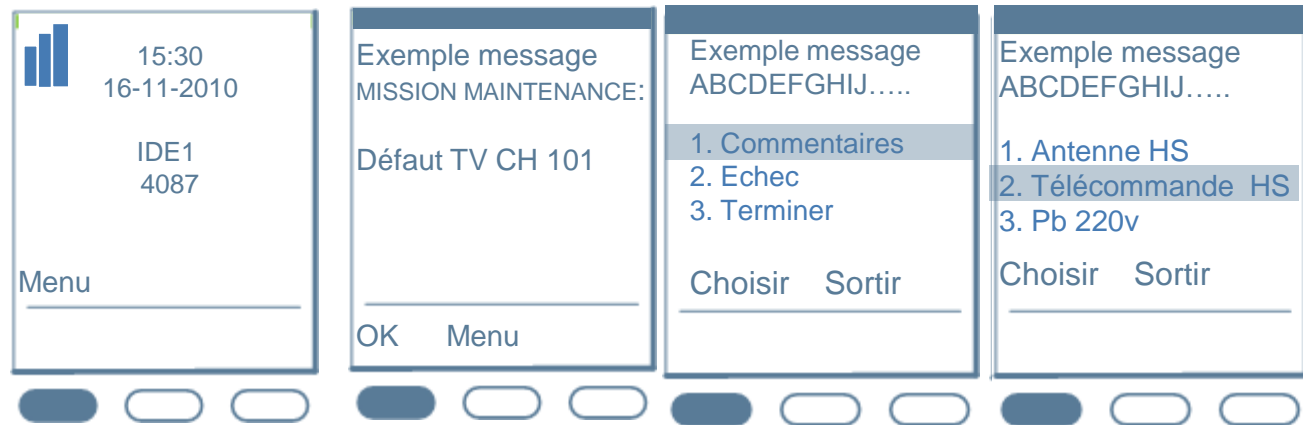 15:30
16-11-2010
IDE1
4087
Menu
Exemple message
MISSION MAINTENANCE:
Défaut TV CH 101
OK Menu
Exemple message
ABCDEFGHIJ…..
1. Commentaires
2. Echec
3. Terminer
Choisir Sortir
Exemple message
ABCDEFGHIJ…..
1. Antenne HS
2. Télécommande HS
3. Pb 220v
Choisir Sortir